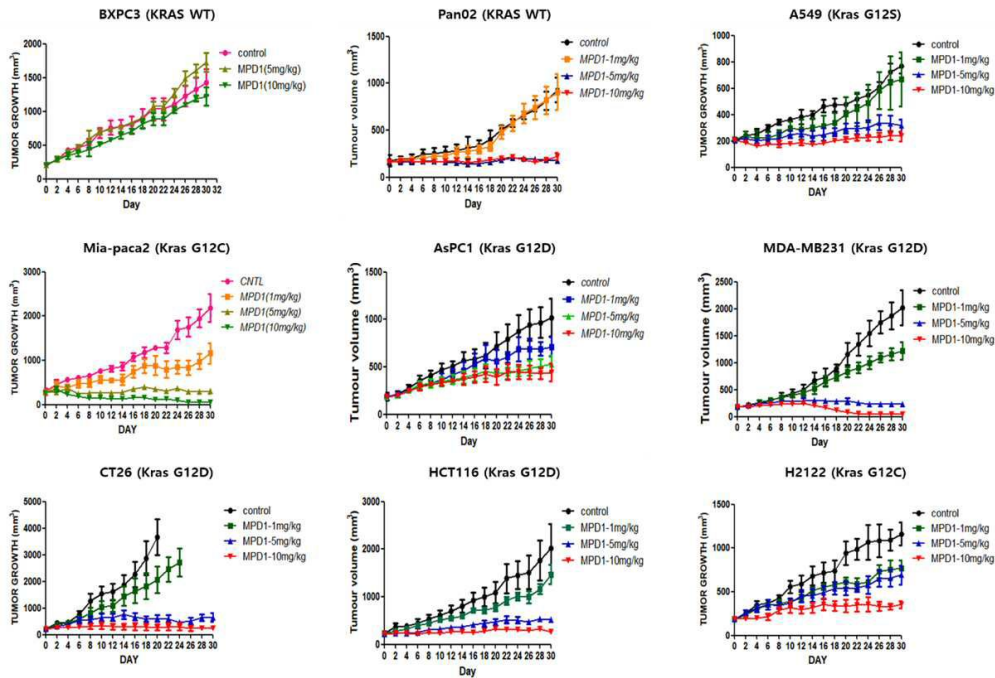 BXPC3 (KRAS WT)
TUMOR GROWTH (mm³)
2000
1500
1000
500
0
0 2 4 6 8 10 12 14 16 18 20 22 24 26 28 30 32
Day
control
MPD1(5mg/kg)
MPD1(10mg/kg)
Pan02 (KRAS WT)
Tumour volume (mm³)
1500
1000
500
0
0 2 4 6 8 10 12 14 16 18 20 22 24 26 28 30
Day
control
MPD1-1mg/kg
MPD1-5mg/kg
MPD1-10mg/kg
A549 (Kras G12S)
TUMOR GROWTH (mm³)
1000
800
600
400
200
0
0 2 4 6 8 10 12 14 16 18 20 22 24 26 28 30
DAY
control
MPD1-1mg/kg
MPD1-5mg/kg
MPD1-10mg/kg
Mia-paca2 (Kras G12C)
TUMOR GROWTH (mm³)
3000
2000
1000
0
0 2 4 6 8 10 12 14 16 18 20 22 24 26 28 30
DAY
CNTL
MPD1(1mg/kg)
MPD1(5mg/kg)
MPD1(10mg/kg)
AsPC1 (Kras G12D)
Tumour volume (mm³)
1500
1000
500
0
0 2 4 6 8 10 12 14 16 18 20 22 24 26 28 30
Day
control
MPD1-1mg/kg
MPD1-5mg/kg
MPD1-10mg/kg
MDA-MB231 (Kras G12D)
Tumour volume (mm³)
2500
2000
1500
1000
500
0
0 2 4 6 8 10 12 14 16 18 20 22 24 26 28 30
Day
control
MPD1-1mg/kg
MPD1-5mg/kg
MPD1-10mg/kg
CT26 (Kras G12D)
TUMOR GROWTH (mm³)
5000
4000
3000
2000
1000
0
0 2 4 6 8 10 12 14 16 18 20 22 24 26 28 30
DAY
control
MPD1-1mg/kg
MPD1-5mg/kg
MPD1-10mg/kg
HCT116 (Kras G12D)
Tumour volume (mm³)
3000
2000
1000
0
0 2 4 6 8 10 12 14 16 18 20 22 24 26 28 30
Day
control
MPD1-1mg/kg
MPD1-5mg/kg
MPD1-10mg/kg
H2122 (Kras G12C)
TUMOR GROWTH (mm³)
1500
1000
500
0
0 2 4 6 8 10 12 14 16 18 20 22 24 26 28 30
DAY
control
MPD1-1mg/kg
MPD1-5mg/kg
MPD1-10mg/kg